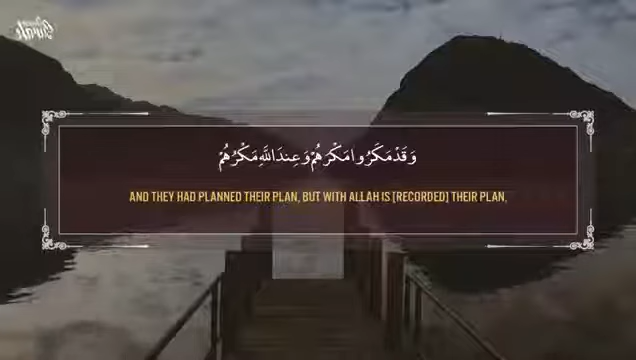 وَقَدْ مَكَرُوا مَكْرَهُمْ وَعِندَ اللَّهِ مَكْرُهُمْ
AND THEY HAD PLANNED THEIR PLAN, BUT WITH ALLAH IS [RECORDED] THEIR PLAN,